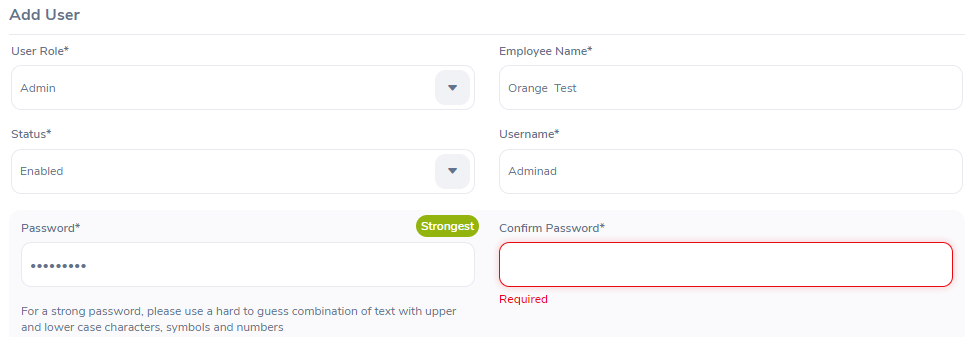 Add User
User Role*
Employee Name*
Admin
Orange  Test
Status*
Username*
Enabled
Adminad
Password*
Strongest
Confirm Password*
•••••••••
Required
For a strong password, please use a hard to guess combination of text with upper
and lower case characters, symbols and numbers